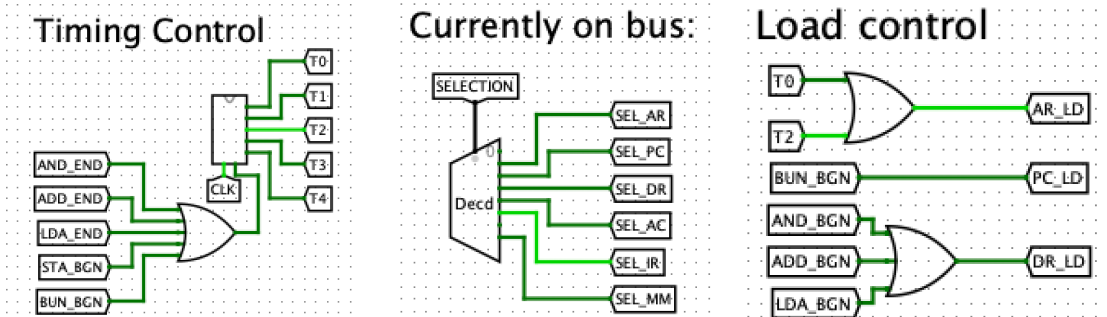 Timing Control
T0
T1
T2
T3
T4
CLK
AND_END
ADD_END
LDA_END
STA_BGN
BUN_BGN
Currently on bus:
SELECTION
0
Decd
SEL_AR
SEL_PC
SEL_DR
SEL_AC
SEL_IR
SEL_MM
Load control
T0
T2
AR_LD
BUN_BGN
PC_LD
AND_BGN
ADD_BGN
LDA_BGN
DR_LD